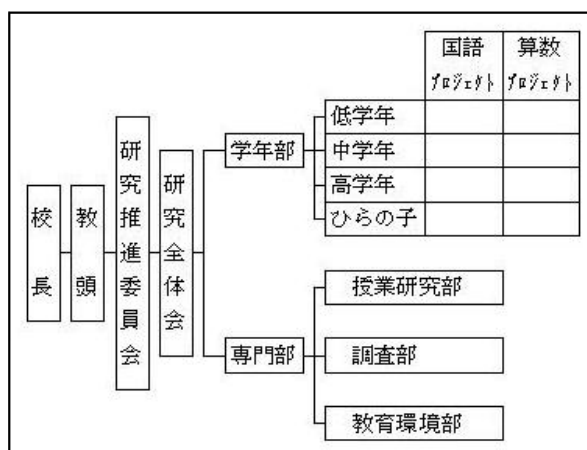 校長
教頭
研究推進委員会
研究全体会
学年部
国語
プロジェクト
算数
プロジェクト
低学年
中学年
高学年
ひらの子
専門部
授業研究部
調査部
教育環境部